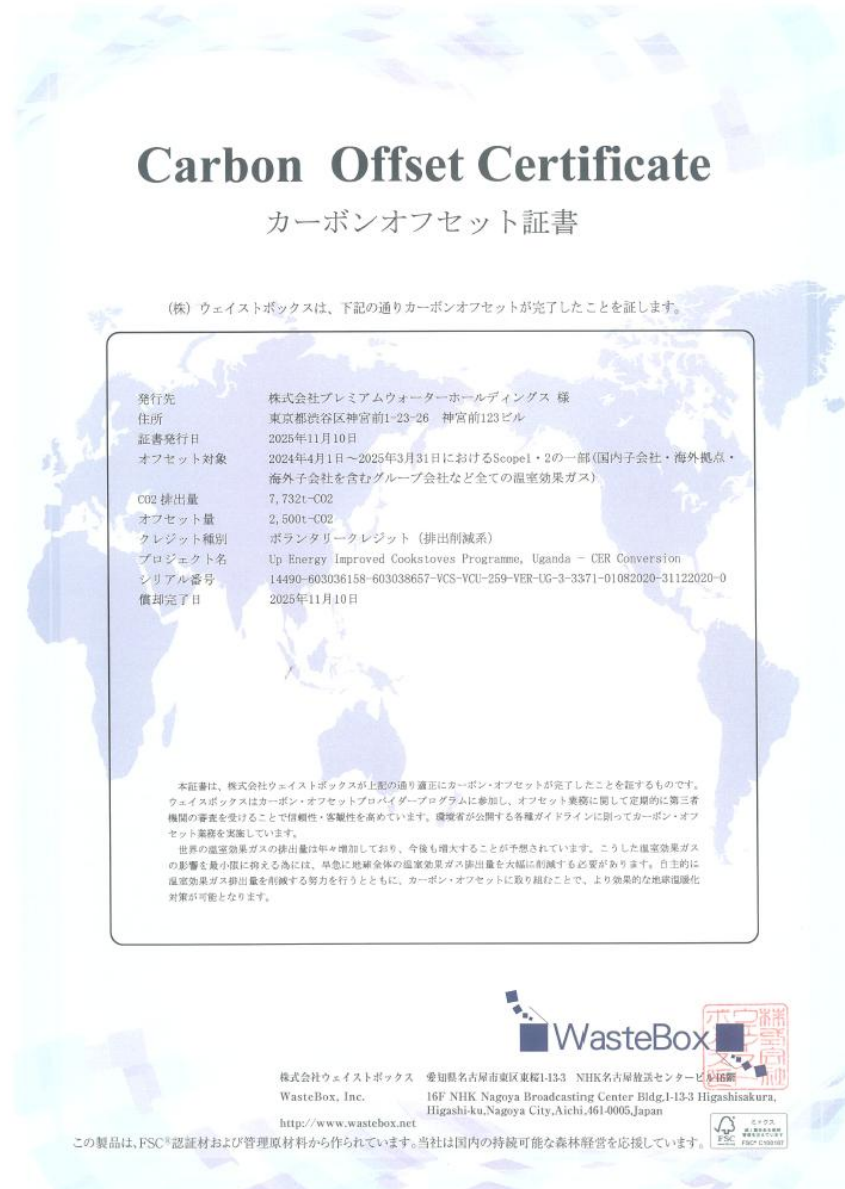 Carbon Offset Certificate
カーボンオフセット証書
(株) ウェイストボックスは、下記の通りカーボンオフセットが完了したことを証します。
発行先 株式会社プレミアムウォーターホールディングス 様
住所 東京都渋谷区神宮前1-23-26 神宮前123ビル
証書発行日 2025年11月10日
オフセット対象 2024年4月1日～2025年3月31日におけるScope1・2の一部(国内子会社・海外拠点・
海外子会社を含むグループ会社など全ての温室効果ガス)
CO2 排出量 7,732t-CO2
オフセット量 2,500t-CO2
クレジット種別 ボランタリークレジット (排出削減系)
プロジェクト名 Up Energy Improved Cookstoves Programme, Uganda - CER Conversion
シリアル番号 14490-603036158-603038657-VCS-VCU-259-VER-UG-3-3371-01082020-31122020-0
償却完了日 2025年11月10日
本証書は、株式会社ウェイストボックスが上記の通り適正にカーボン・オフセットが完了したことを証するものです。
ウェイスボックスはカーボン・オフセットプロバイダープログラムに参加し、オフセット業務に関して定期的に第三者
機関の審査を受けることで信頼性・客観性を高めています。環境省が公開する各種ガイドラインに則ってカーボン・オフ
セット業務を実施しています。
世界の温室効果ガスの排出量は年々増加しており、今後も増大することが予想されています。こうした温室効果ガス
の影響を最小限に抑える為には、早急に地球全体の温室効果ガス排出量を大幅に削減する必要があります。自主的に
温室効果ガス排出量を削減する努力を行うとともに、カーボン・オフセットに取り組むことで、より効果的な地球温暖化
対策が可能となります。
WasteBox
株式会社ウェイストボックス 愛知県名古屋市東区東桜1-13-3 NHK名古屋放送センタービル16階
WasteBox, Inc. 16F NHK Nagoya Broadcasting Center Bldg.1-13-3 Higashisakura,
Higashi-ku,Nagoya City,Aichi,461-0005,Japan
http://www.wastebox.net
この製品は、FSC®認証材および管理原材料から作られています。当社は国内の持続可能な森林経営を応援しています。
FSC
ミックス